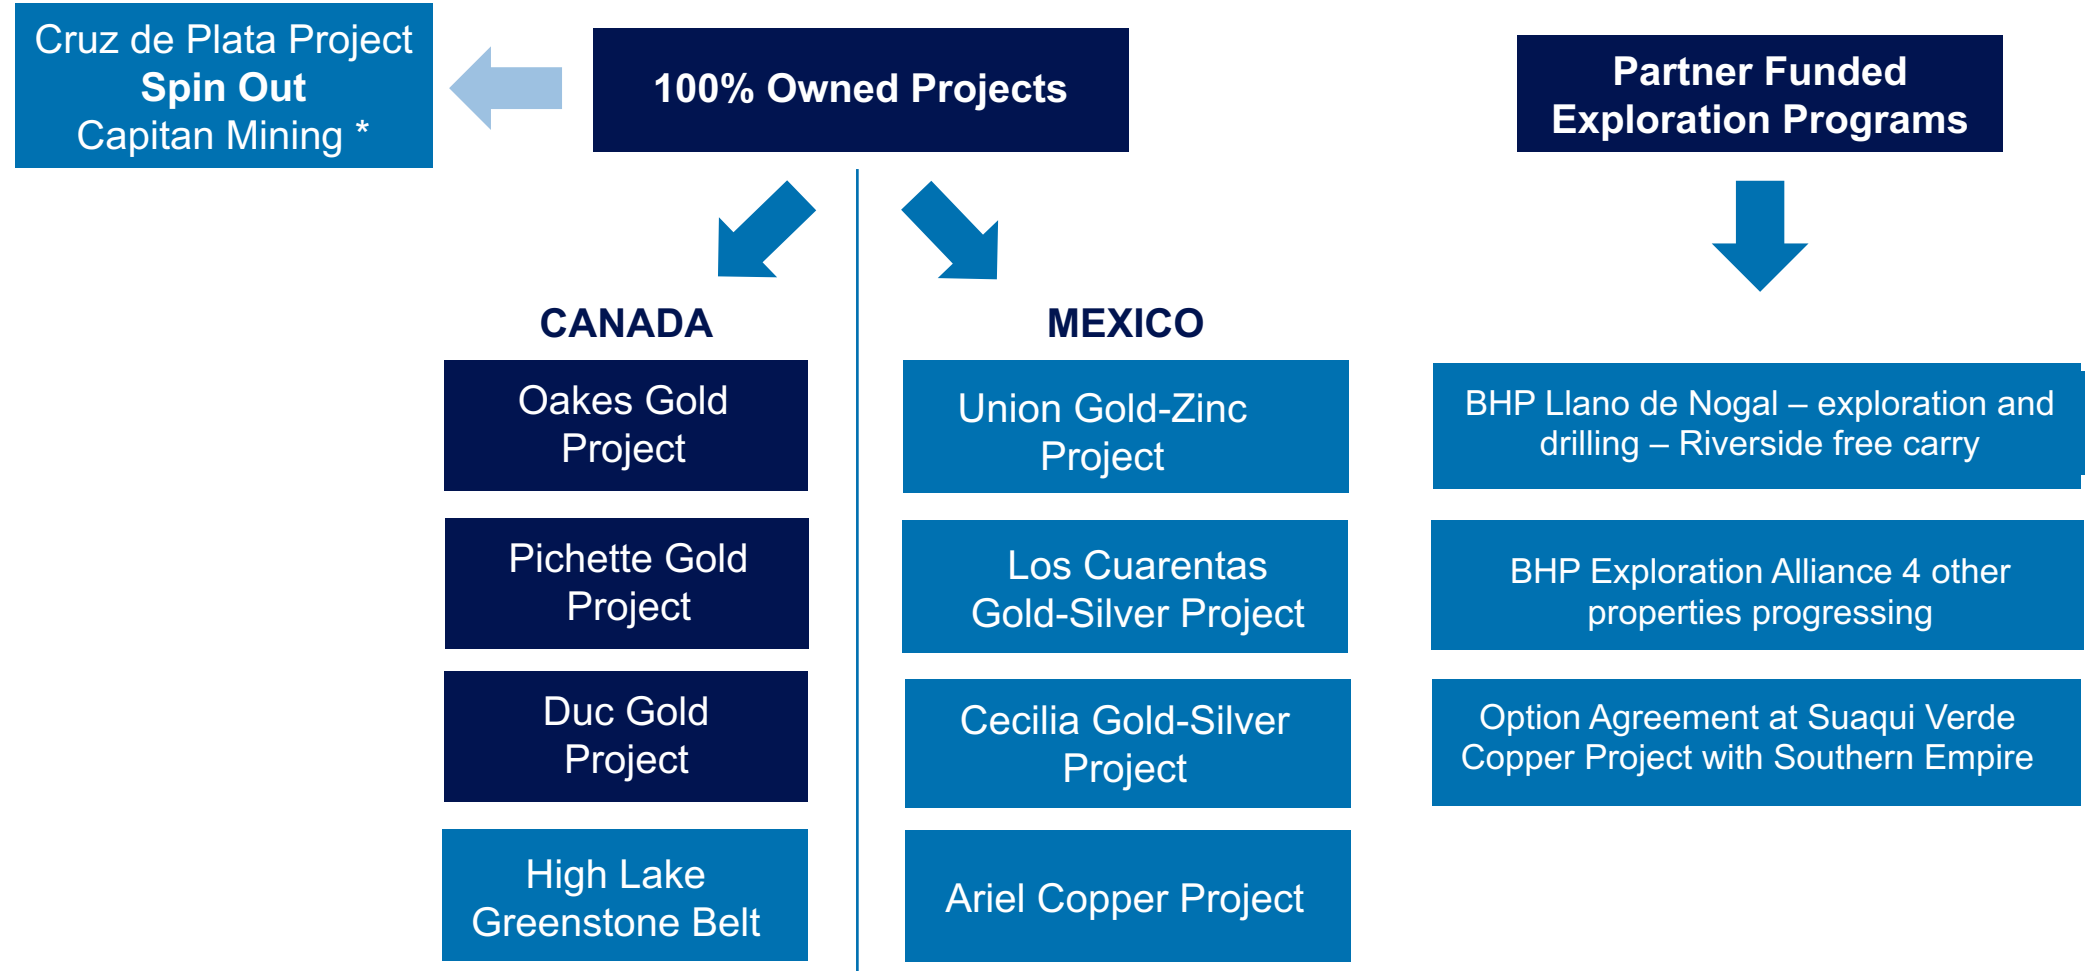 Cruz de Plata Project
Spin Out
Capitan Mining *
100% Owned Projects
Partner Funded
Exploration Programs
CANADA
Oakes Gold
Project
Pichette Gold
Project
Duc Gold
Project
High Lake
Greenstone Belt
MEXICO
Union Gold-Zinc
Project
Los Cuarentas
Gold-Silver Project
Cecilia Gold-Silver
Project
Ariel Copper Project
BHP Llano de Nogal – exploration and
drilling – Riverside free carry
BHP Exploration Alliance 4 other
properties progressing
Option Agreement at Suaqui Verde
Copper Project with Southern Empire